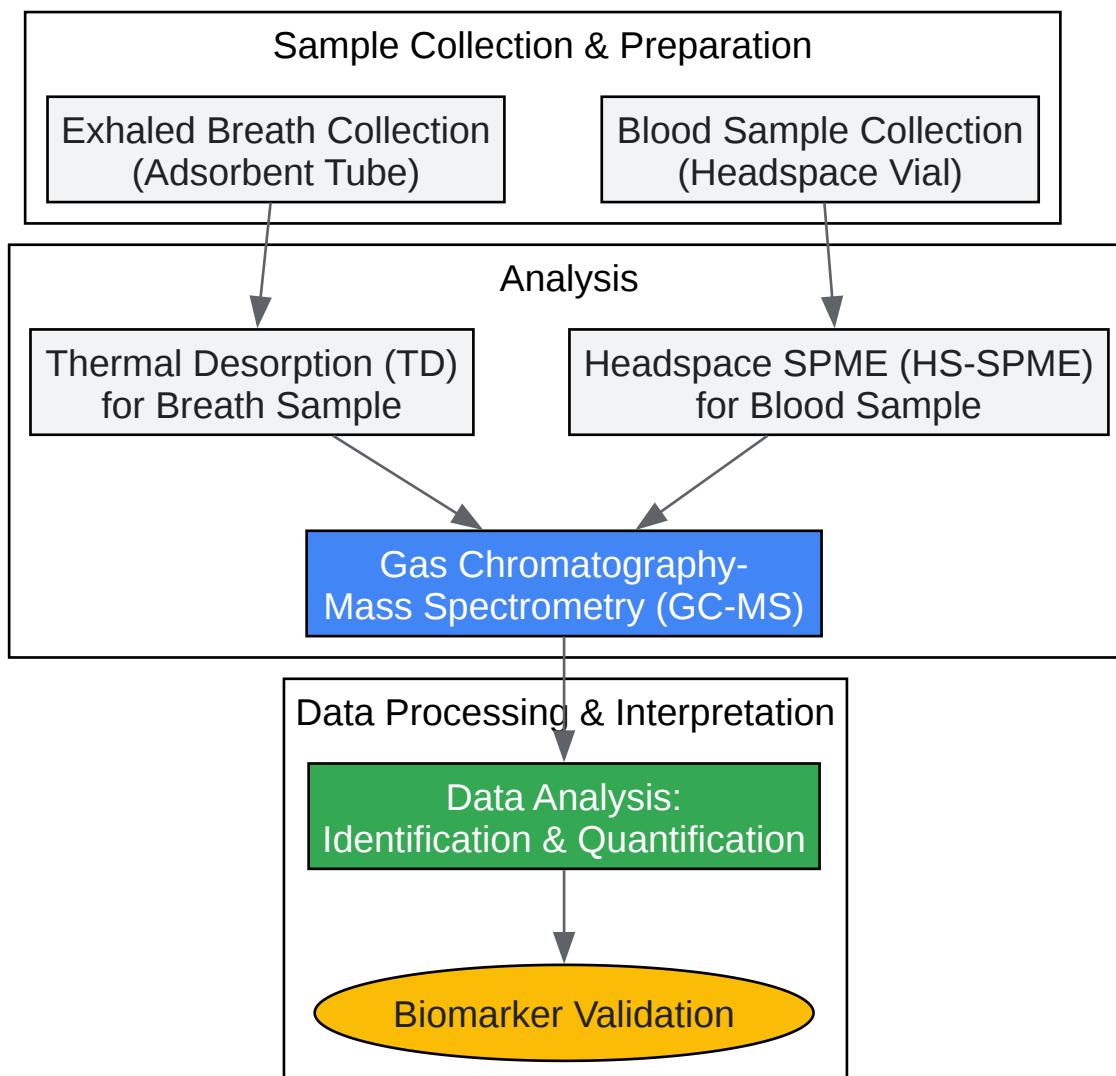 Sample Collection & Preparation
Exhaled Breath Collection
(Adsorbent Tube)
Blood Sample Collection
(Headspace Vial)
Analysis
Thermal Desorption (TD)
for Breath Sample
Headspace SPME (HS-SPME)
for Blood Sample
Gas Chromatography-
Mass Spectrometry (GC-MS)
Data Processing & Interpretation
Data Analysis:
Identification & Quantification
Biomarker Validation